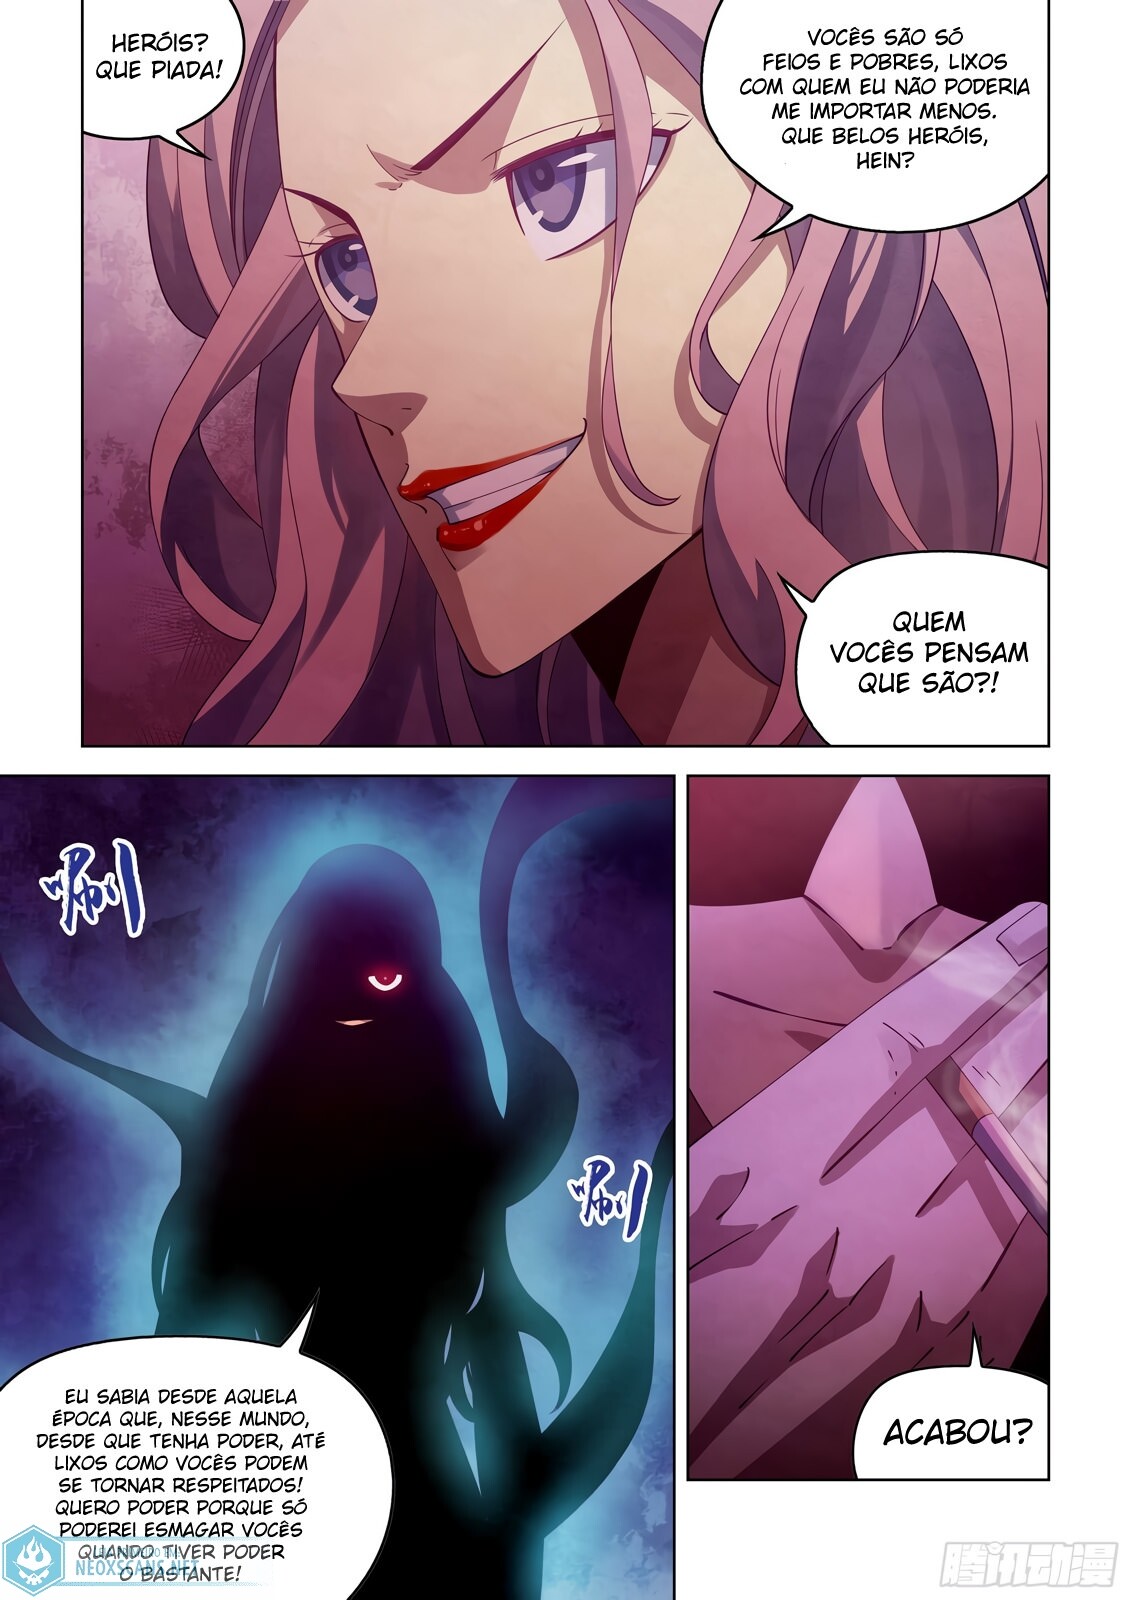 HERÓIS?
QUE PIADA!
VOCÊS SÃO SÓ
FEIOS E POBRES, LIXOS
COM QUEM EU NÃO PODERIA
ME IMPORTAR MENOS.
QUE BELOS HERÓIS,
HEIN?
QUEM
VOCÊS PENSAM
QUE SÃO?!
唰
唰
EU SABIA DESDE AQUELA
ÉPOCA QUE, NESSE MUNDO,
DESDE QUE TENHA PODER, ATÉ
LIXOS COMO VOCÊS PODEM
SE TORNAR RESPEITADOS!
QUERO PODER PORQUE SÓ
PODEREI ESMAGAR VOCÊS
QUANDO TIVER PODER
O BASTANTE!
NEOXSCANS.NET
ACABOU?
腾讯动漫